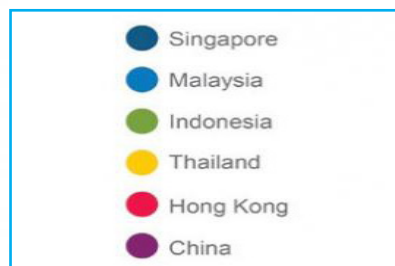 Singapore
Malaysia
Indonesia
Thailand
Hong Kong
China